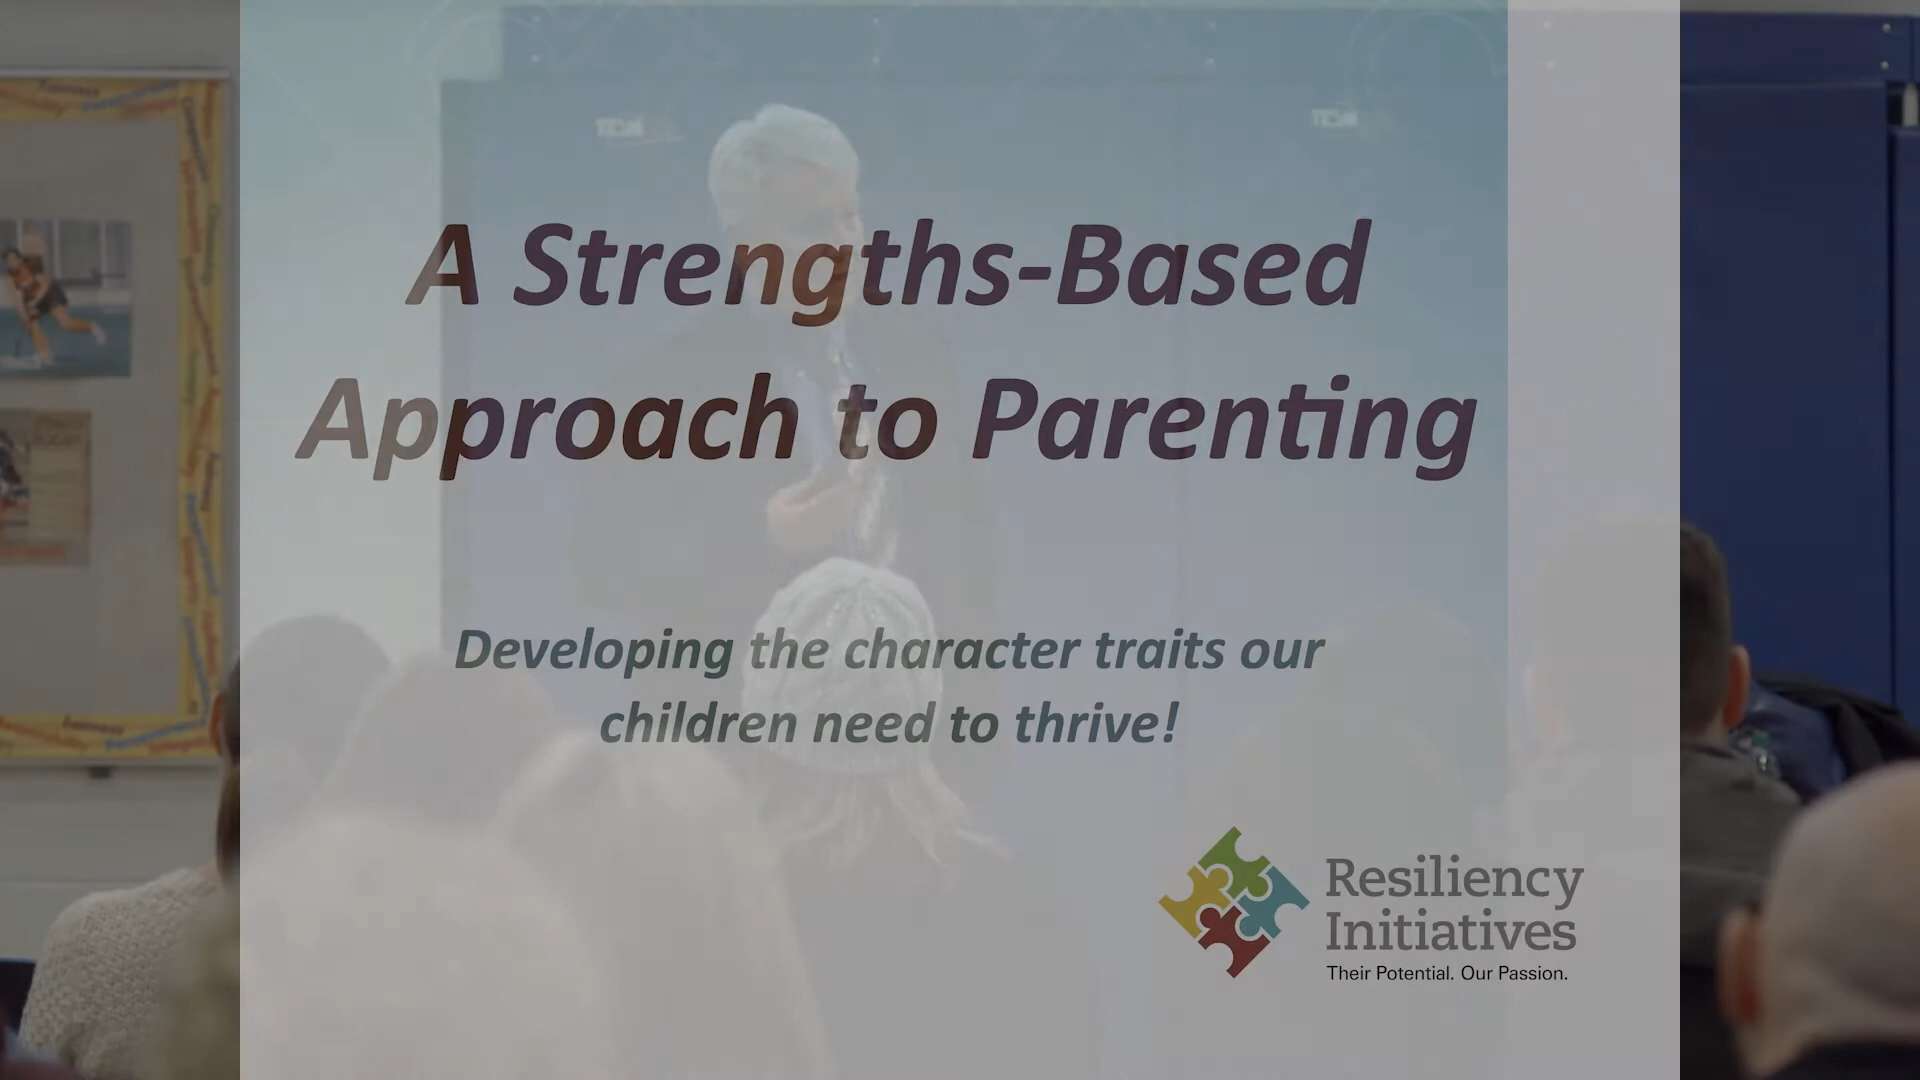 A Strengths-Based
Approach to Parenting
Developing the character traits our
children need to thrive!
Resiliency
Initiatives
Their Potential. Our Passion.